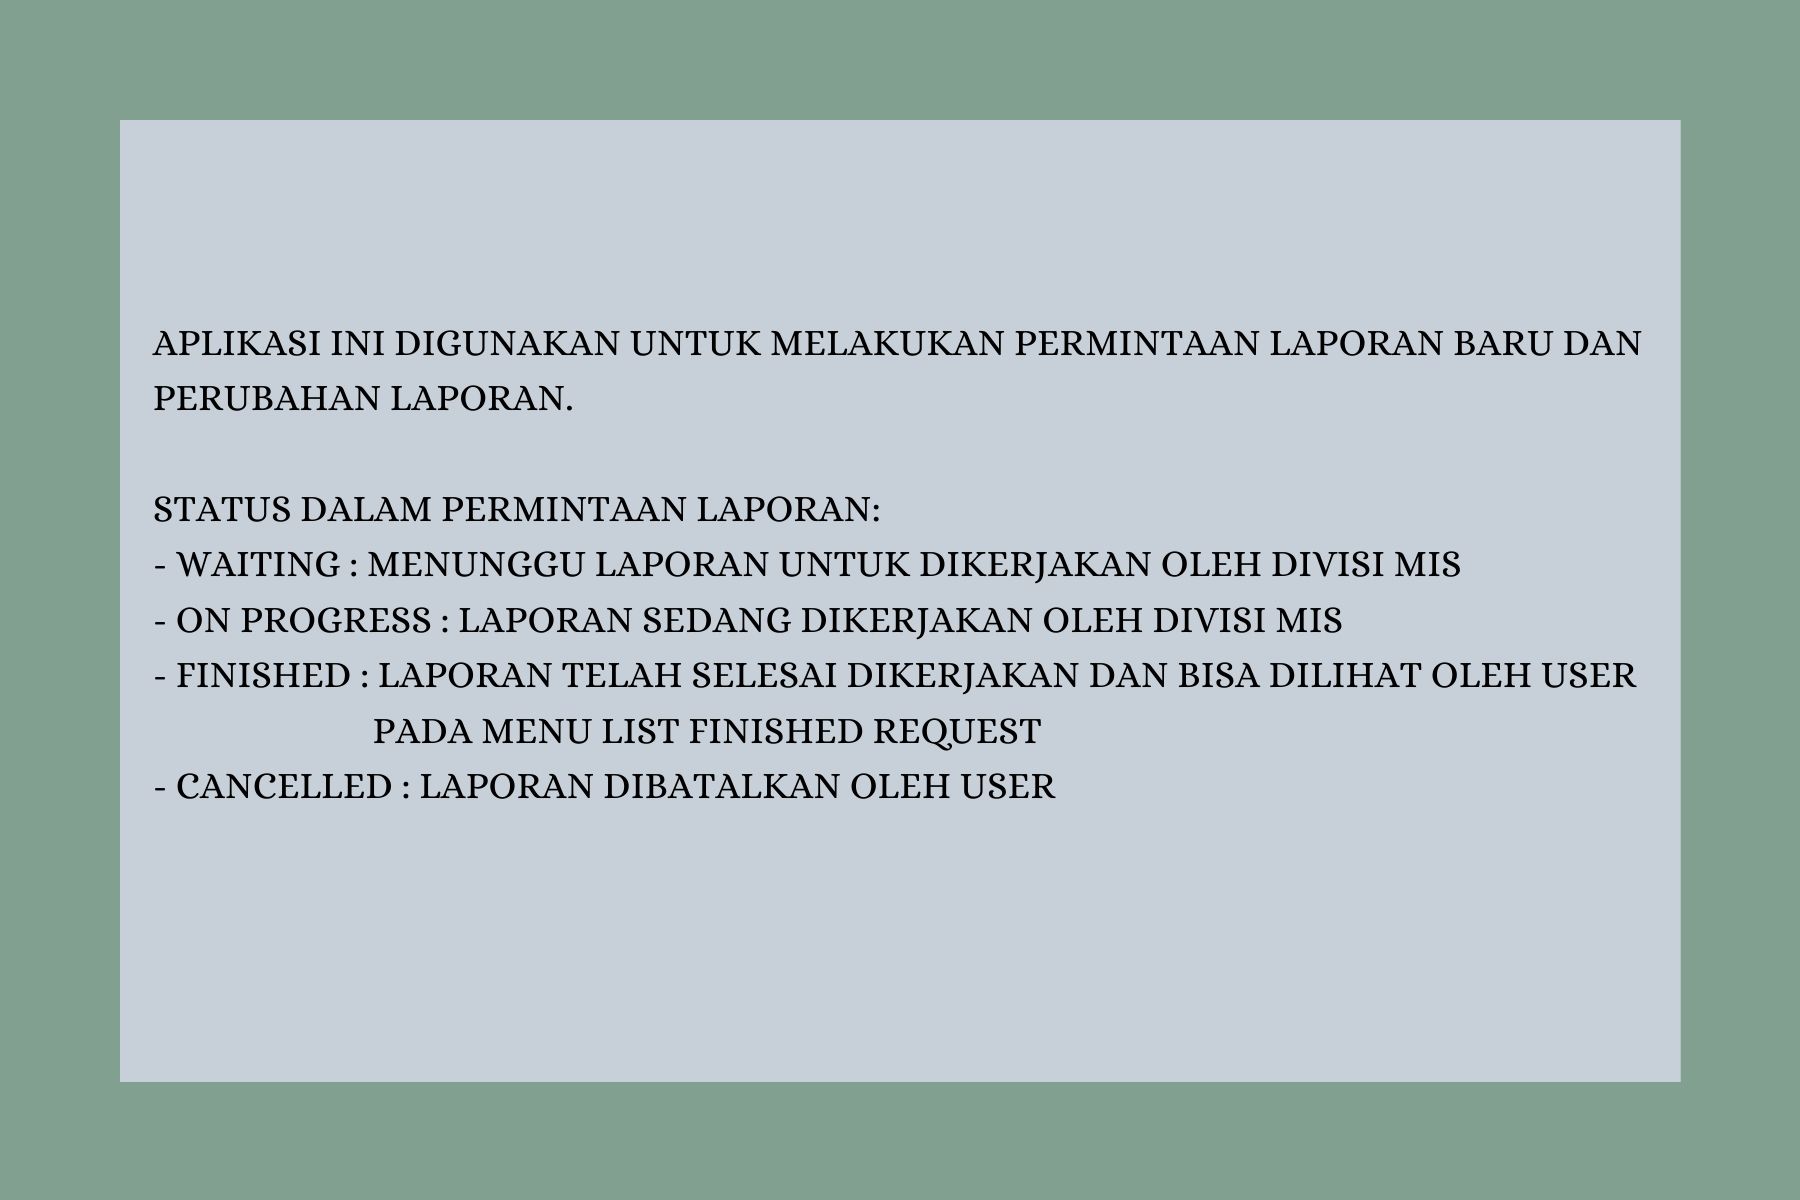 APLIKASI INI DIGUNAKAN UNTUK MELAKUKAN PERMINTAAN LAPORAN BARU DAN
PERUBAHAN LAPORAN.
STATUS DALAM PERMINTAAN LAPORAN:
- WAITING : MENUNGGU LAPORAN UNTUK DIKERJAKAN OLEH DIVISI MIS
- ON PROGRESS : LAPORAN SEDANG DIKERJAKAN OLEH DIVISI MIS
- FINISHED : LAPORAN TELAH SELESAI DIKERJAKAN DAN BISA DILIHAT OLEH USER
PADA MENU LIST FINISHED REQUEST
- CANCELLED : LAPORAN DIBATALKAN OLEH USER